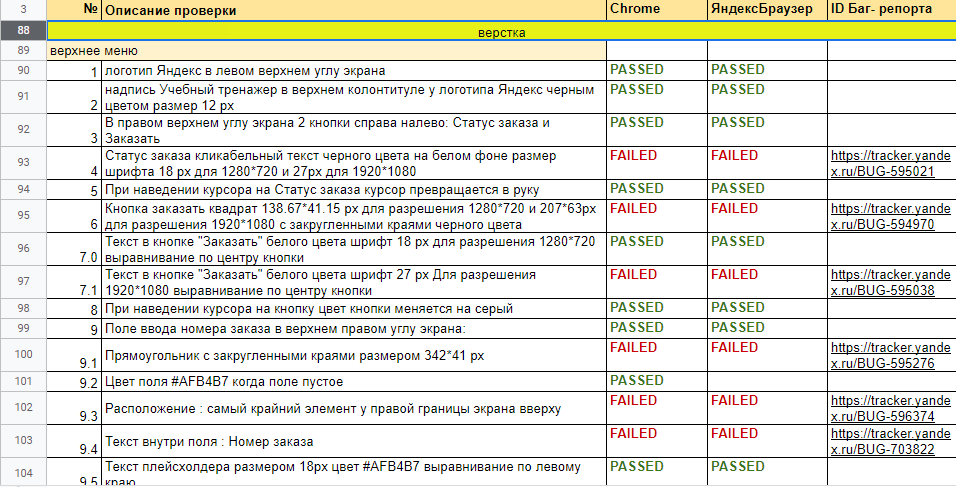 3 № Описание проверки Chrome ЯндексБраузер ID Баг- репорта
88 верстка
89 верхнее меню
90 1 логотип Яндекс в левом верхнем углу экрана PASSED PASSED
91 надпись Учебный тренажер в верхнем колонтитуле у логотипа Яндекс черным PASSED PASSED
2 цветом размер 12 px
92 В правом верхнем углу экрана 2 кнопки справа налево: Статус заказа и PASSED PASSED
3 Заказать
93 Статус заказа кликабельный текст черного цвета на белом фоне размер FAILED FAILED https://tracker.yande
4 шрифта 18 px для 1280*720 и 27px для 1920*1080 x.ru/BUG-595021
94 5 При наведении курсора на Статус заказа курсор превращается в руку PASSED PASSED
95 Кнопка заказать квадрат 138.67*41.15 px для разрешения 1280*720 и 207*63px FAILED FAILED https://tracker.yande
6 для разрешения 1920*1080 с закругленными краями черного цвета x.ru/BUG-594970
96 Текст в кнопке "Заказать" белого цвета шрифт 18 px для разрешения 1280*720 PASSED PASSED
7.0 выравнивание по центру кнопки
97 Текст в кнопке "Заказать" белого цвета шрифт 27 px Для разрешения FAILED FAILED https://tracker.yande
7.1 1920*1080 выравнивание по центру кнопки x.ru/BUG-595038
98 8 При наведении курсора на кнопку цвет кнопки меняется на серый PASSED PASSED
99 9 Поле ввода номера заказа в верхнем правом углу экрана: PASSED PASSED
100 9.1 Прямоугольник с закругленными краями размером 342*41 px FAILED FAILED https://tracker.yande
x.ru/BUG-595276
101 9.2 Цвет поля #AFB4B7 когда поле пустое PASSED
102 9.3 Расположение : самый крайний элемент у правой границы экрана вверху FAILED FAILED https://tracker.yande
x.ru/BUG-596374
103 9.4 Текст внутри поля : Номер заказа FAILED FAILED https://tracker.yande
x.ru/BUG-703822
104 Текст плейсхолдера размером 18px цвет #AFB4B7 выравнивание по левому PASSED PASSED
9.5 краю